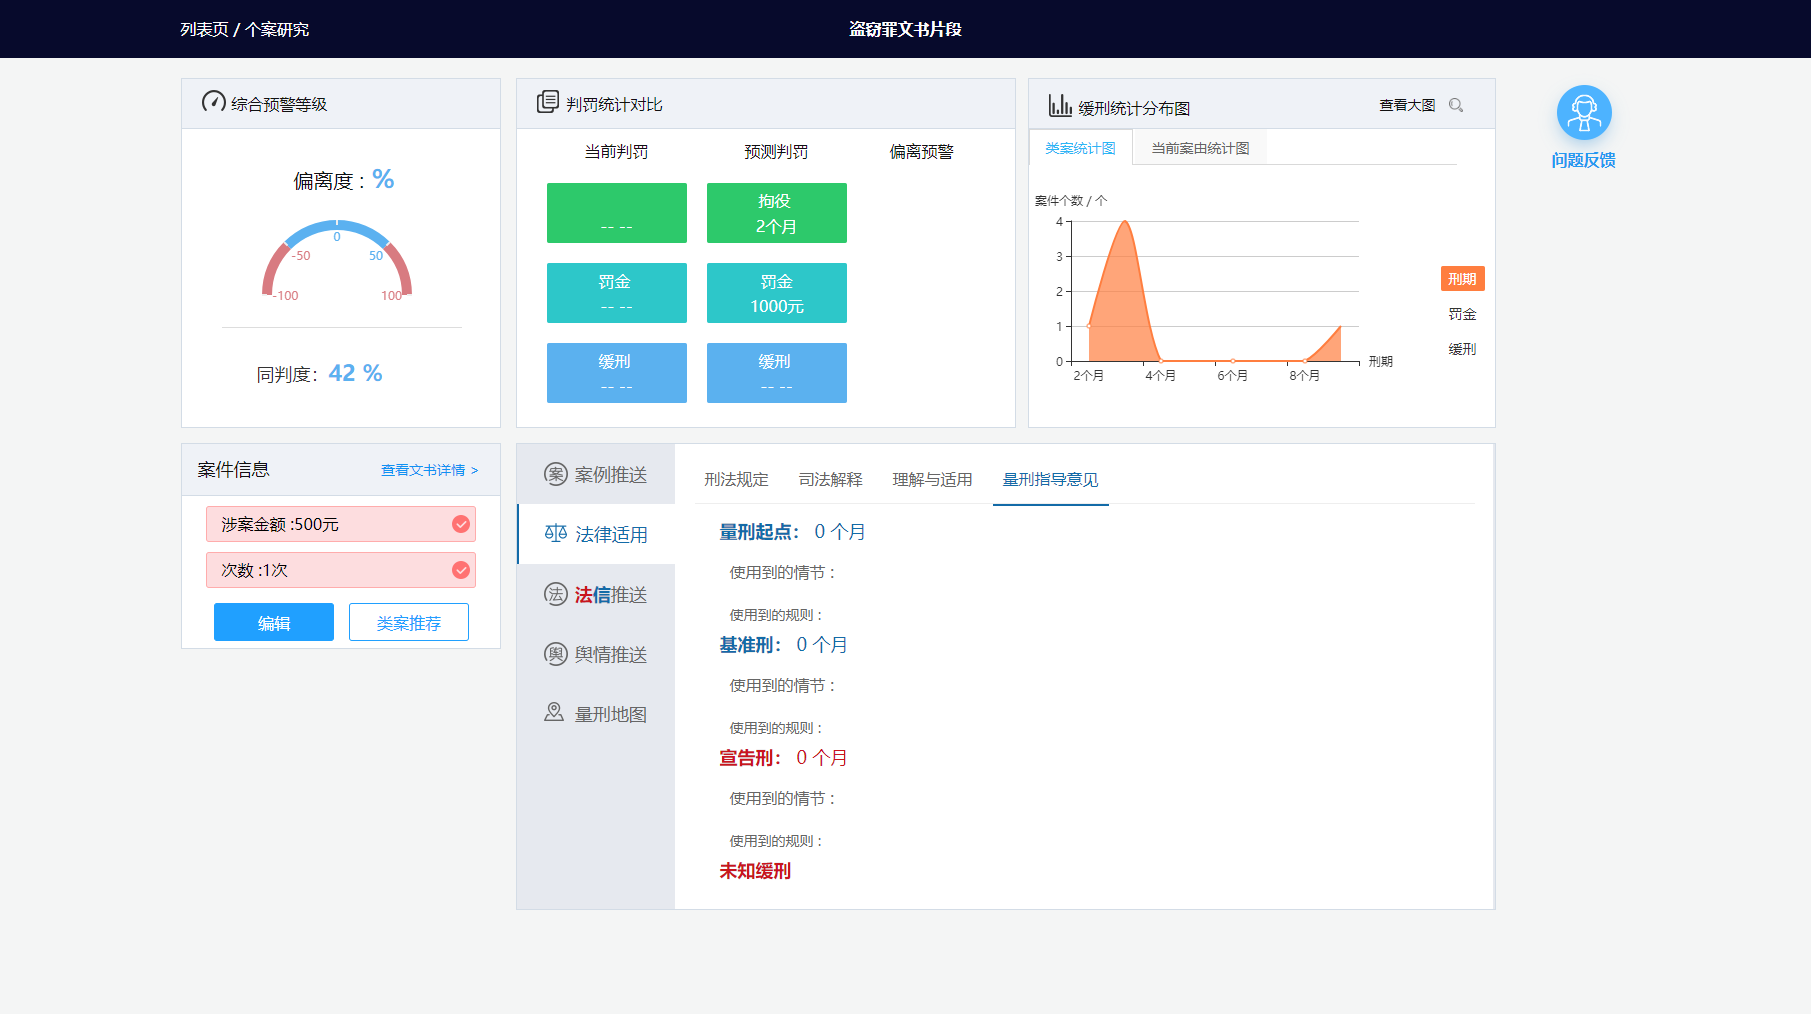 列表页 / 个案研究
盗窃罪文书片段
综合预警等级
偏离度 : %
0
-50
50
-100
100
同判度： 42 %
判罚统计对比
当前判罚
预测判罚
偏离预警
-- --
拘役
2个月
罚金
-- --
罚金
1000元
缓刑
-- --
缓刑
-- --
缓刑统计分布图
查看大图
类案统计图
当前案由统计图
案件个数 / 个
4
3
2
1
0
2个月
4个月
6个月
8个月
刑期
刑期
罚金
缓刑
问题反馈
案件信息
查看文书详情 >
涉案金额 :500元
次数 :1次
编辑
类案推荐
案 案例推送
法律适用
法 法信推送
舆 舆情推送
量刑地图
刑法规定
司法解释
理解与适用
量刑指导意见
量刑起点： 0 个月
使用到的情节 :
使用到的规则 :
基准刑： 0 个月
使用到的情节 :
使用到的规则 :
宣告刑： 0 个月
使用到的情节 :
使用到的规则 :
未知缓刑